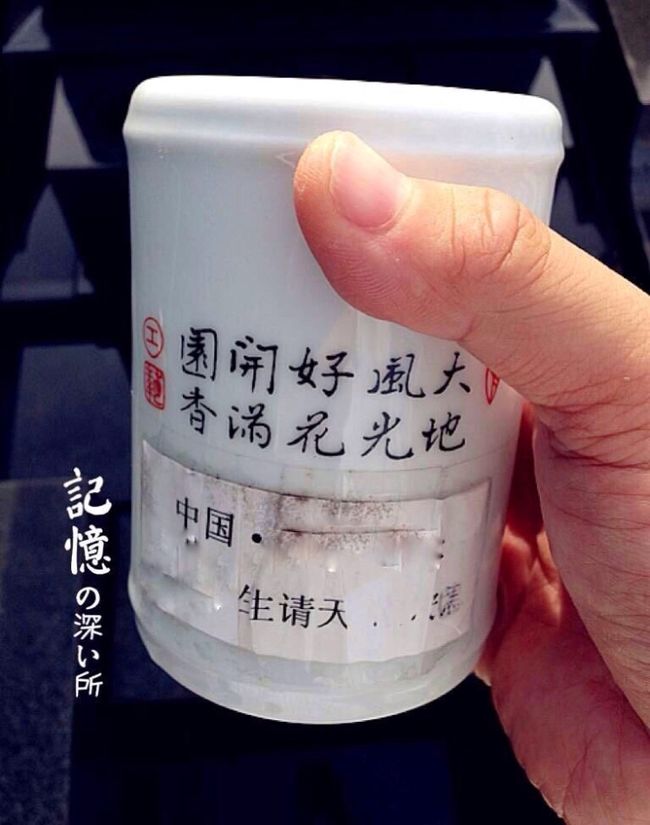 大地
風光
好花
開滿
園香
工
中国·
生请天
記憶の深い所